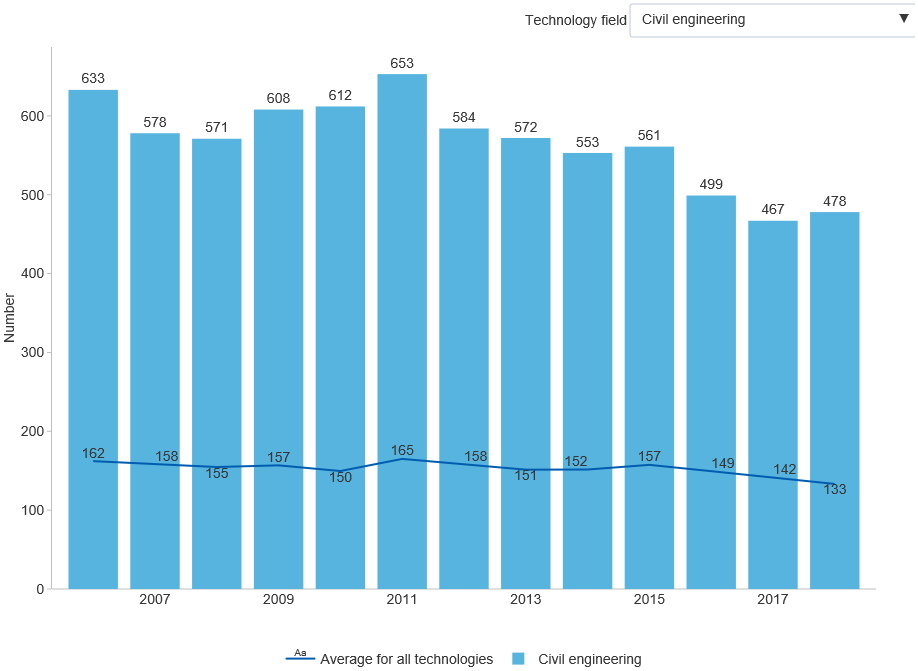 Technology field Civil engineering ▼
653
633
608 612
600
578 571 584 572
553 561
500
499
467 478
400
Number
300
200
162 158 155 157 150 165 158 151 152 157 149 142 133
100
0
2007 2009 2011 2013 2015 2017
Aa Average for all technologies Civil engineering